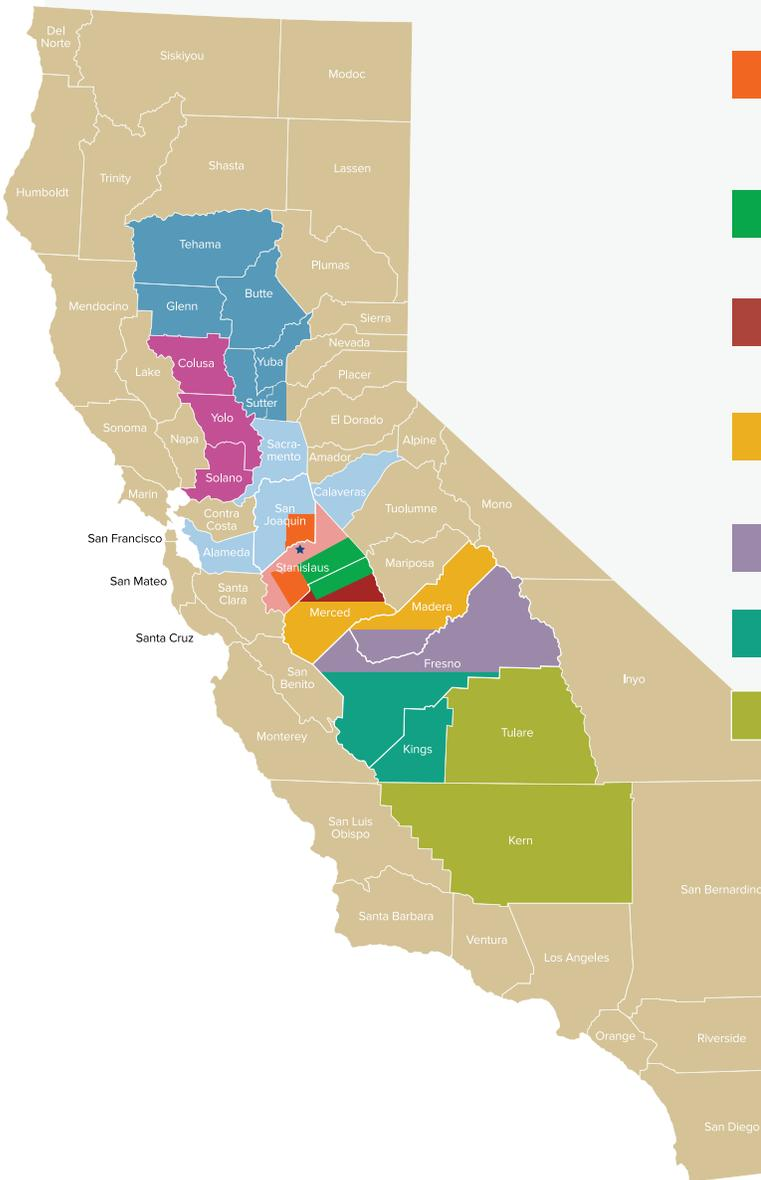 Del
Norte
Siskiyou
Modoc
Humboldt
Trinity
Shasta
Lassen
Tehama
Plumas
Mendocino
Glenn
Butte
Sierra
Nevada
Colusa
Yuba
Lake
Placer
Sutter
Yolo
El Dorado
Sonoma
Napa
Sacra-
mento
Alpine
Amador
Solano
Marin
Calaveras
Mono
Contra
Costa
San
Joaquin
Tuolumne
San Francisco
Alameda
Stanislaus
Mariposa
San Mateo
Santa
Clara
Merced
Madera
Santa Cruz
Fresno
San
Benito
Inyo
Monterey
Kings
Tulare
San Luis
Obispo
Kern
San Bernardino
Santa Barbara
Ventura
Los Angeles
Orange
Riverside
San Diego